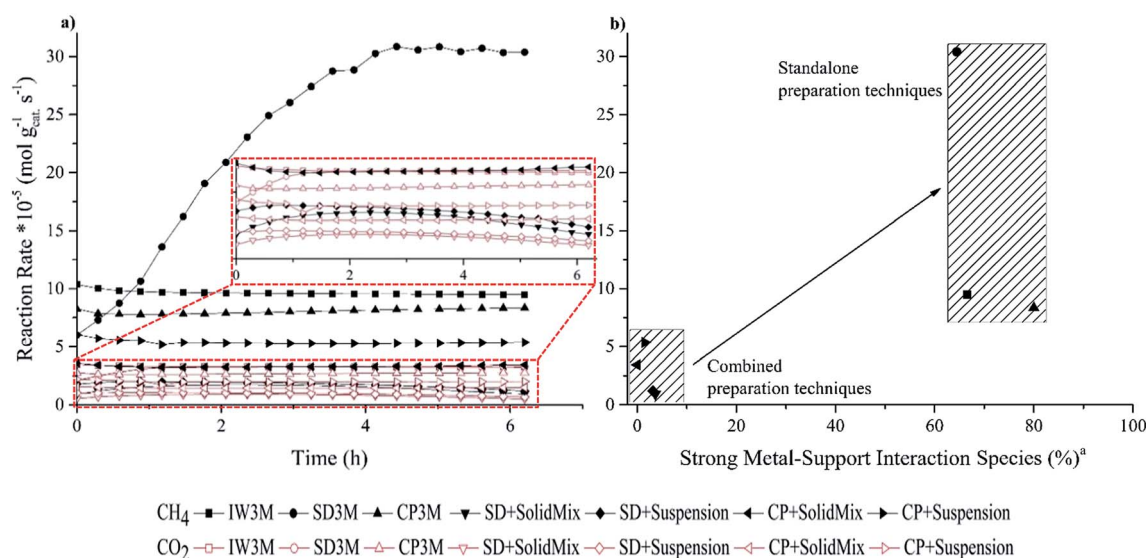 a)
Reaction Rate *10⁻⁵ (mol g⁻¹cat. s⁻¹)
30
25
20
15
10
5
0
0
2
4
6
Time (h)
0
2
4
6
b)
Standalone
preparation techniques
Combined
preparation techniques
30
25
20
15
10
5
0
0
20
40
60
80
100
Strong Metal-Support Interaction Species (%)ᵃ
CH₄ IW3M SD3M CP3M SD+SolidMix SD+Suspension CP+SolidMix CP+Suspension
CO₂ IW3M SD3M CP3M SD+SolidMix SD+Suspension CP+SolidMix CP+Suspension